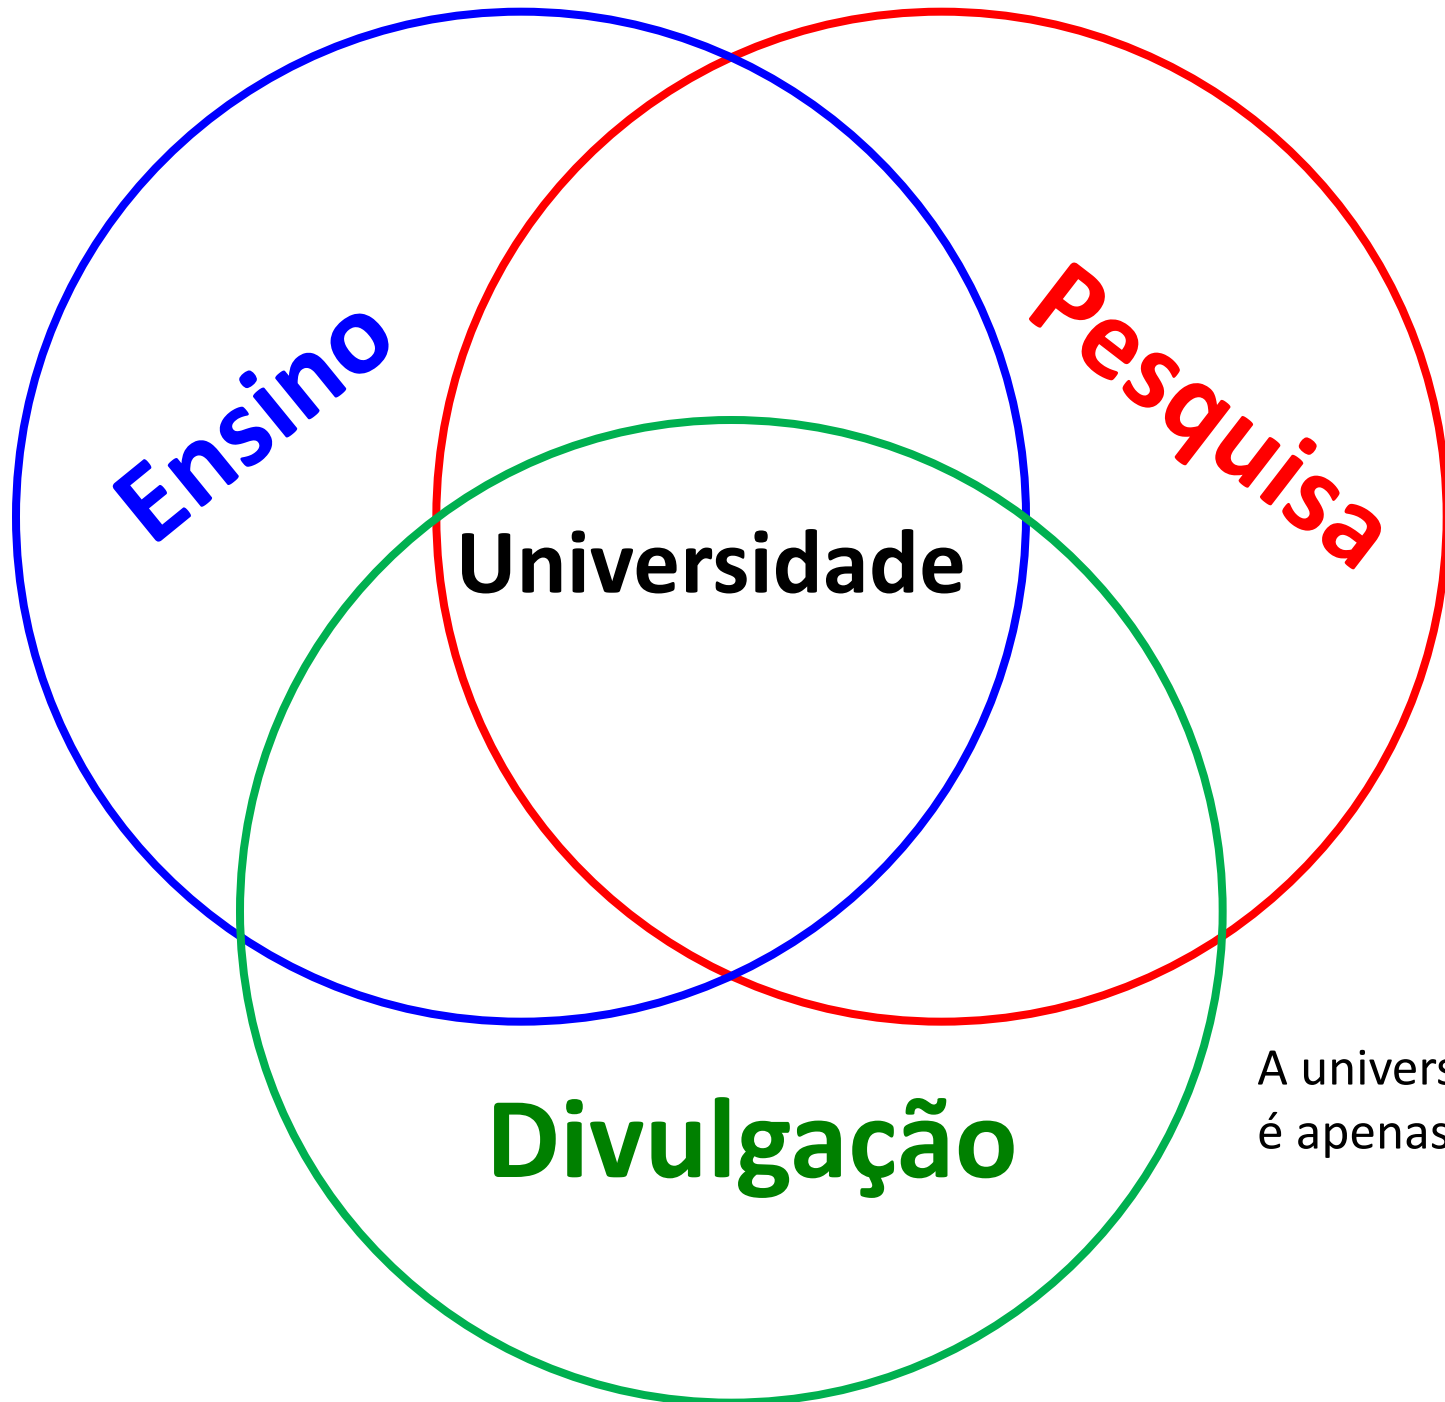 Ensino
Pesquisa
Universidade
Divulgação
A univers
é apenas